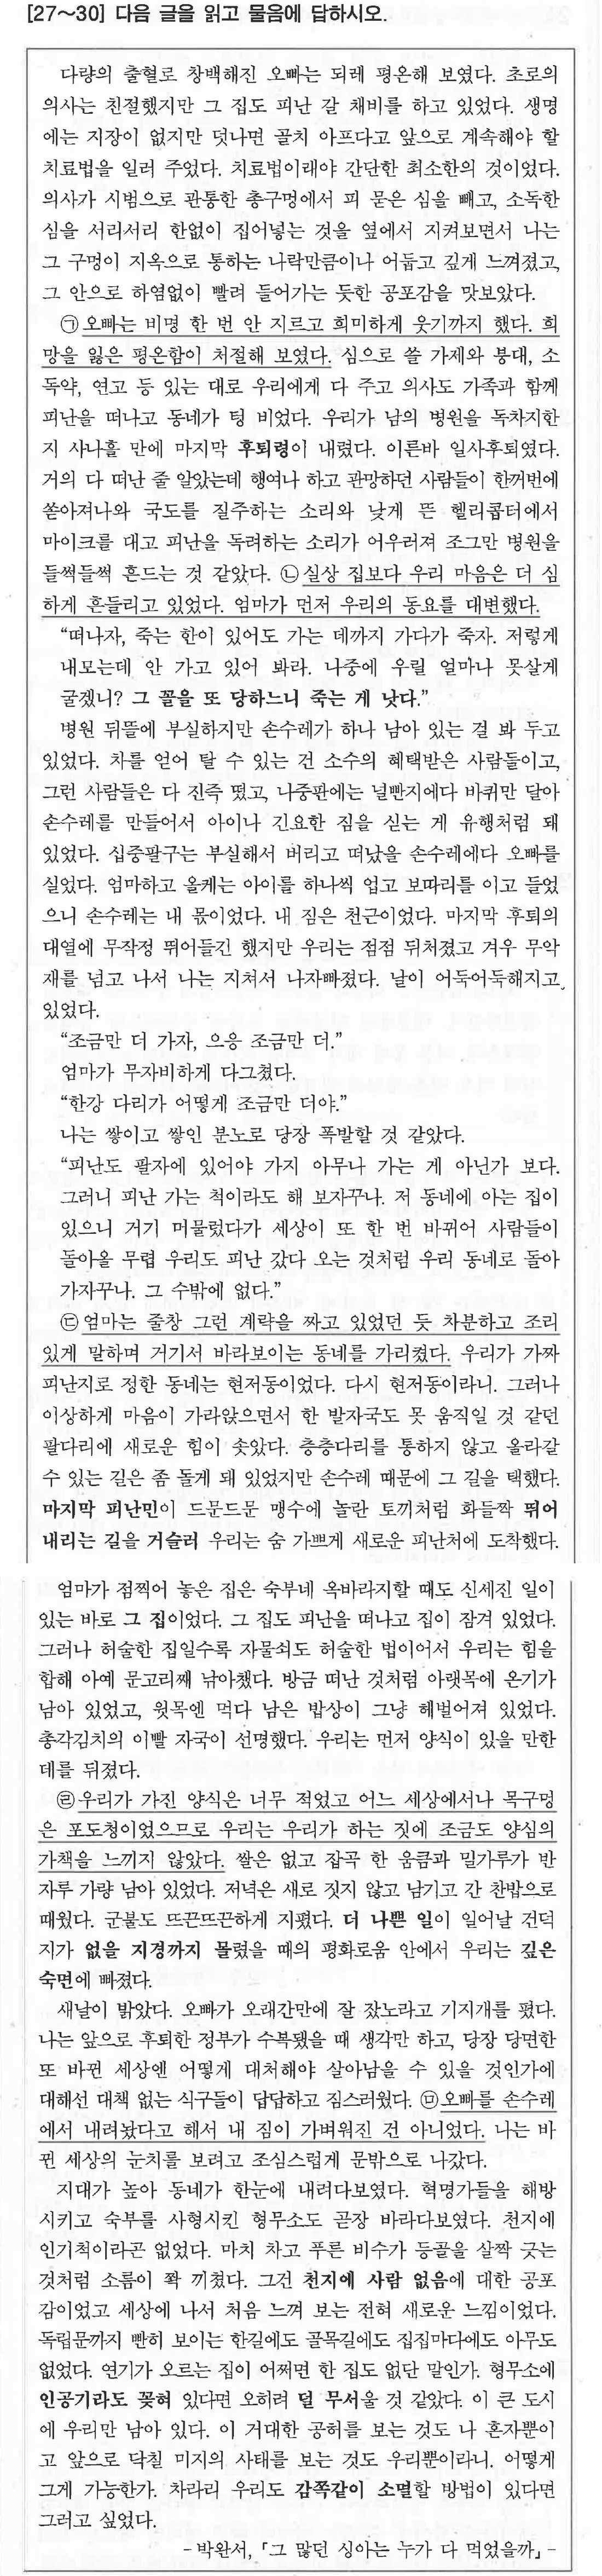 [27～30] 다음 글을 읽고 물음에 답하시오.
다량의 출혈로 창백해진 오빠는 되레 평온해 보였다. 초로의
의사는 친절했지만 그 집도 피난 갈 채비를 하고 있었다. 생명
에는 지장이 없지만 덧나면 골치 아프다고 앞으로 계속해야 할
치료법을 일러 주었다. 치료법이래야 간단한 최소한의 것이었다.
의사가 시범으로 관통한 총구멍에서 피 묻은 심을 빼고, 소독한
심을 서리서리 한없이 집어넣는 것을 옆에서 지켜보면서 나는
그 구멍이 지옥으로 통하는 나락만큼이나 어둡고 깊게 느껴졌고,
그 안으로 하염없이 빨려 들어가는 듯한 공포감을 맛보았다.
㉠오빠는 비명 한 번 안 지르고 희미하게 웃기까지 했다. 희
망을 잃은 평온함이 처절해 보였다. 심으로 쓸 가제와 붕대, 소
독약, 연고 등 있는 대로 우리에게 다 주고 의사도 가족과 함께
피난을 떠나고 동네가 텅 비었다. 우리가 남의 병원을 독차지한
지 사나흘 만에 마지막 후퇴령이 내렸다. 이른바 일사후퇴였다.
거의 다 떠난 줄 알았는데 행여나 하고 관망하던 사람들이 한꺼번에
쏟아져나와 국도를 질주하는 소리와 낮게 뜬 헬리콥터에서
마이크를 대고 피난을 독려하는 소리가 어우러져 조그만 병원을
들썩들썩 흔드는 것 같았다. ㉡실상 집보다 우리 마음은 더 심
하게 흔들리고 있었다. 엄마가 먼저 우리의 동요를 대변했다.
“떠나자, 죽는 한이 있어도 가는 데까지 가다가 죽자. 저렇게
내모는데 안 가고 있어 봐라. 나중에 우릴 얼마나 못살게
굴겠니? 그 꼴을 또 당하느니 죽는 게 낫다.”
병원 뒤뜰에 부실하지만 손수레가 하나 남아 있는 걸 봐 두고
있었다. 차를 얻어 탈 수 있는 건 소수의 혜택받은 사람들이고,
그런 사람들은 다 진즉 떴고, 나중판에는 널빤지에다 바퀴만 달아
손수레를 만들어서 아이나 긴요한 짐을 싣는 게 유행처럼 돼
있었다. 십중팔구는 부실해서 버리고 떠났을 손수레에다 오빠를
실었다. 엄마하고 올케는 아이를 하나씩 업고 보따리를 이고 들었
으니 손수레는 내 몫이었다. 내 짐은 천근이었다. 마지막 후퇴의
대열에 무작정 뛰어들긴 했지만 우리는 점점 뒤처졌고 겨우 무악
재를 넘고 나서 나는 지쳐서 나자빠졌다. 날이 어둑어둑해지고
있었다.
“조금만 더 가자, 으응 조금만 더.”
엄마가 무자비하게 다그쳤다.
“한강 다리가 어떻게 조금만 더야.”
나는 쌓이고 쌓인 분노로 당장 폭발할 것 같았다.
“피난도 팔자에 있어야 가지 아무나 가는 게 아닌가 보다.
그러니 피난 가는 척이라도 해 보자꾸나. 저 동네에 아는 집이
있으니 거기 머물렀다가 세상이 또 한 번 바뀌어 사람들이
돌아올 무렵 우리도 피난 갔다 오는 것처럼 우리 동네로 돌아
가자꾸나. 그 수밖에 없다.”
㉢엄마는 줄창 그런 계략을 짜고 있었던 듯 차분하고 조리
있게 말하며 거기서 바라보이는 동네를 가리켰다. 우리가 가짜
피난지로 정한 동네는 현저동이었다. 다시 현저동이라니. 그러나
이상하게 마음이 가라앉으면서 한 발자국도 못 움직일 것 같던
팔다리에 새로운 힘이 솟았다. 층층다리를 통하지 않고 올라갈
수 있는 길은 좀 돌게 돼 있었지만 손수레 때문에 그 길을 택했다.
마지막 피난민이 드문드문 맹수에 놀란 토끼처럼 화들짝 뛰어
내리는 길을 거슬러 우리는 숨 가쁘게 새로운 피난처에 도착했다.
엄마가 점찍어 놓은 집은 숙부네 옥바라지할 때도 신세진 일이
있는 바로 그 집이었다. 그 집도 피난을 떠나고 집이 잠겨 있었다.
그러나 허술한 집일수록 자물쇠도 허술한 법이어서 우리는 힘을
합해 아예 문고리째 낚아챘다. 방금 떠난 것처럼 아랫목에 온기가
남아 있었고, 윗목엔 먹다 남은 밥상이 그냥 헤벌어져 있었다.
총각김치의 이빨 자국이 선명했다. 우리는 먼저 양식이 있을 만한
데를 뒤졌다.
㉣우리가 가진 양식은 너무 적었고 어느 세상에서나 목구멍
은 포도청이었으므로 우리는 우리가 하는 짓에 조금도 양심의
가책을 느끼지 않았다. 쌀은 없고 잡곡 한 움큼과 밀가루가 반
자루 가량 남아 있었다. 저녁은 새로 짓지 않고 남기고 간 찬밥으로
때웠다. 군불도 뜨끈뜨끈하게 지폈다. 더 나쁜 일이 일어날 건덕
지가 없을 지경까지 몰렸을 때의 평화로움 안에서 우리는 깊은
숙면에 빠졌다.
새날이 밝았다. 오빠가 오래간만에 잘 잤노라고 기지개를 켰다.
나는 앞으로 후퇴한 정부가 수복됐을 때 생각만 하고, 당장 당면한
또 바뀐 세상엔 어떻게 대처해야 살아남을 수 있을 것인가에
대해선 대책 없는 식구들이 답답하고 짐스러웠다. ㉤오빠를 손수레
에서 내려놨다고 해서 내 짐이 가벼워진 건 아니었다. 나는 바
뀐 세상의 눈치를 보려고 조심스럽게 문밖으로 나갔다.
지대가 높아 동네가 한눈에 내려다보였다. 혁명가들을 해방
시키고 숙부를 사형시킨 형무소도 곧장 바라다보였다. 천지에
인기척이라곤 없었다. 마치 차고 푸른 비수가 등골을 살짝 긋는
것처럼 소름이 쫙 끼쳤다. 그건 천지에 사람 없음에 대한 공포
감이었고 세상에 나서 처음 느껴 보는 전혀 새로운 느낌이었다.
독립문까지 빤히 보이는 한길에도 골목길에도 집집마다에도 아무도
없었다. 연기가 오르는 집이 어쩌면 한 집도 없단 말인가. 형무소에
인공기라도 꽂혀 있다면 오히려 덜 무서울 것 같았다. 이 큰 도시
에 우리만 남아 있다. 이 거대한 공허를 보는 것도 나 혼자뿐이
고 앞으로 닥칠 미지의 사태를 보는 것도 우리뿐이라니. 어떻게
그게 가능한가. 차라리 우리도 감쪽같이 소멸할 방법이 있다면
그러고 싶었다.
- 박완서, 「그 많던 싱아는 누가 다 먹었을까」 -